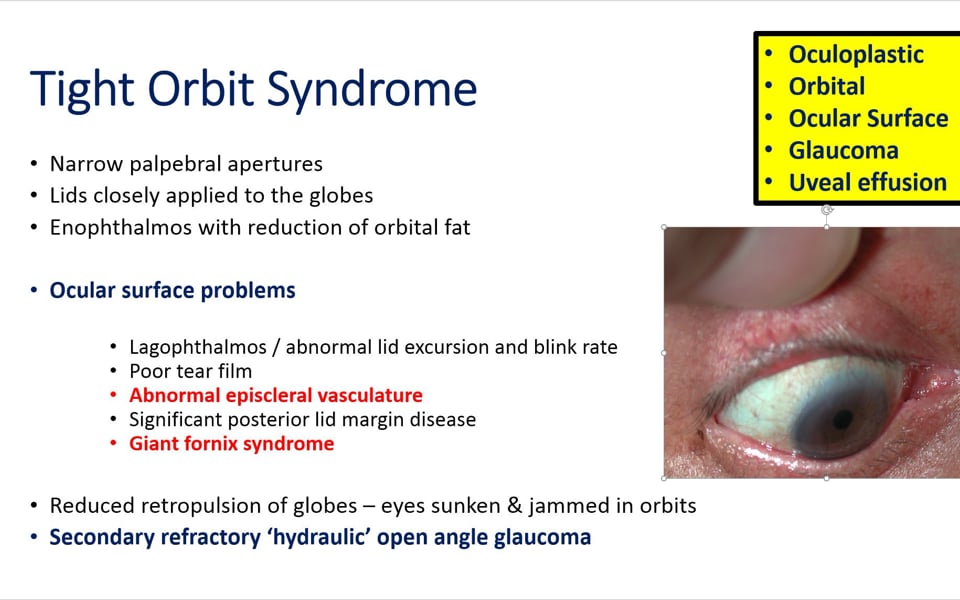 Tight Orbit Syndrome
• Oculoplastic
• Orbital
• Ocular Surface
• Glaucoma
• Uveal effusion
• Narrow palpebral apertures
• Lids closely applied to the globes
• Enophthalmos with reduction of orbital fat
• Ocular surface problems
• Lagophthalmos / abnormal lid excursion and blink rate
• Poor tear film
• Abnormal episcleral vasculature
• Significant posterior lid margin disease
• Giant fornix syndrome
• Reduced retropulsion of globes – eyes sunken & jammed in orbits
• Secondary refractory ‘hydraulic’ open angle glaucoma